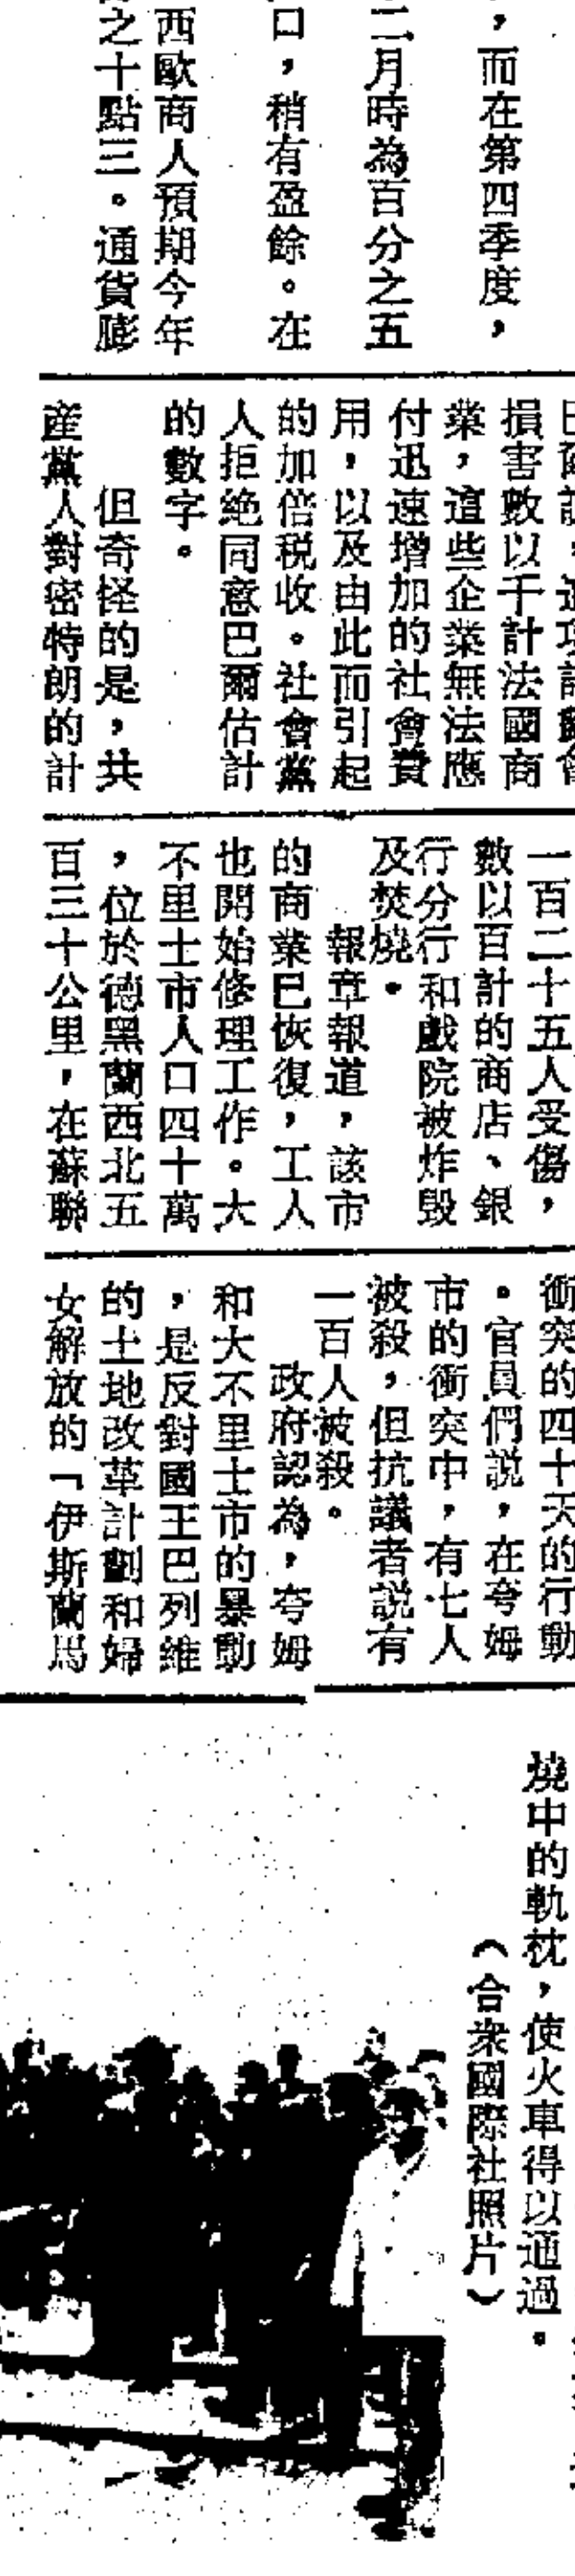 ，而在第四季度，
二月時為百分之五
口，稍有盈餘。在
西歐商人預期今年
之十點三。通貨膨
損害數以千計法國商
業，這些企業無法應
付迅速增加的社會費
用，以及由此而引起
的加倍稅收。社會黨
人拒絕同意巴爾估計
的數字。
但奇怪的是，共
産黨人對密特朗的計
一百二十五人受傷，
數以百計的商店、銀
行分行和戲院被炸毀
及焚燒。
報章報道，該市
的商業已恢復，工人
也開始修理工作。大
不里士市人口四十萬
，位於德黑蘭西北五
百三十公里，在蘇聯
衝突的四十天的行動
。官員們説，在夸姆
市的衝突中，有七人
被殺，但抗議者説有
一百人被殺。
政府認為，夸姆
和大不里士市的暴動
，是反對國王巴列維
的土地改革計劃和婦
女解放的「伊斯蘭馬
燒中的軌枕，使火車得以通過。
（合衆國際社照片）